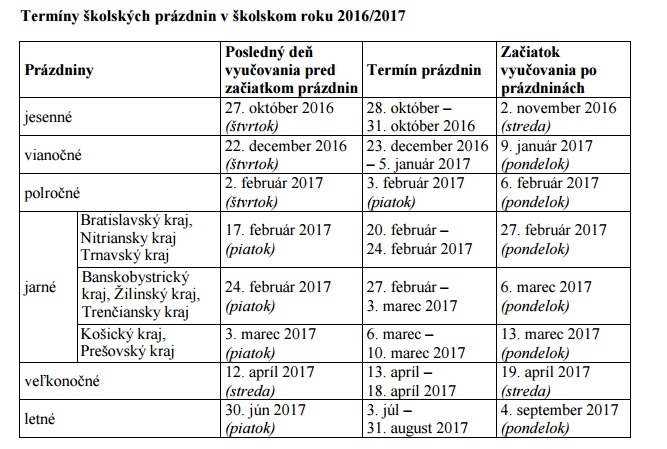 Termíny školských prázdnin v školskom roku 2016/2017
Prázdniny
Posledný deň
vyučovania pred
začiatkom prázdnin
Termín prázdnin
Začiatok
vyučovania po
prázdninách
jesenné
27. október 2016
(štvrtok)
28. október –
31. október 2016
2. november 2016
(streda)
vianočné
22. december 2016
(štvrtok)
23. december 2016
– 5. január 2017
9. január 2017
(pondelok)
polročné
2. február 2017
(štvrtok)
3. február 2017
(piatok)
6. február 2017
(pondelok)
jarné
Bratislavský kraj,
Nitriansky kraj
Trnavský kraj
17. február 2017
(piatok)
20. február –
24. február 2017
27. február 2017
(pondelok)
Banskobystrický
kraj, Žilinský kraj,
Trenčiansky kraj
24. február 2017
(piatok)
27. február –
3. marec 2017
6. marec 2017
(pondelok)
Košický kraj,
Prešovský kraj
3. marec 2017
(piatok)
6. marec –
10. marec 2017
13. marec 2017
(pondelok)
veľkonočné
12. apríl 2017
(streda)
13. apríl –
18. apríl 2017
19. apríl 2017
(streda)
letné
30. jún 2017
(piatok)
3. júl –
31. august 2017
4. september 2017
(pondelok)